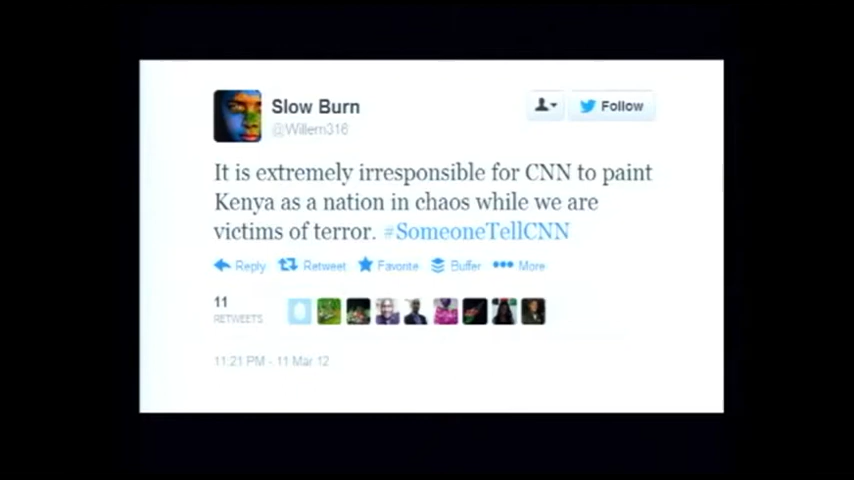 Slow Burn
@Willem316
Follow
It is extremely irresponsible for CNN to paint
Kenya as a nation in chaos while we are
victims of terror. #SomeoneTellCNN
Reply Retweet Favorite Buffer More
11
RETWEETS
11:21 PM - 11 Mar 12